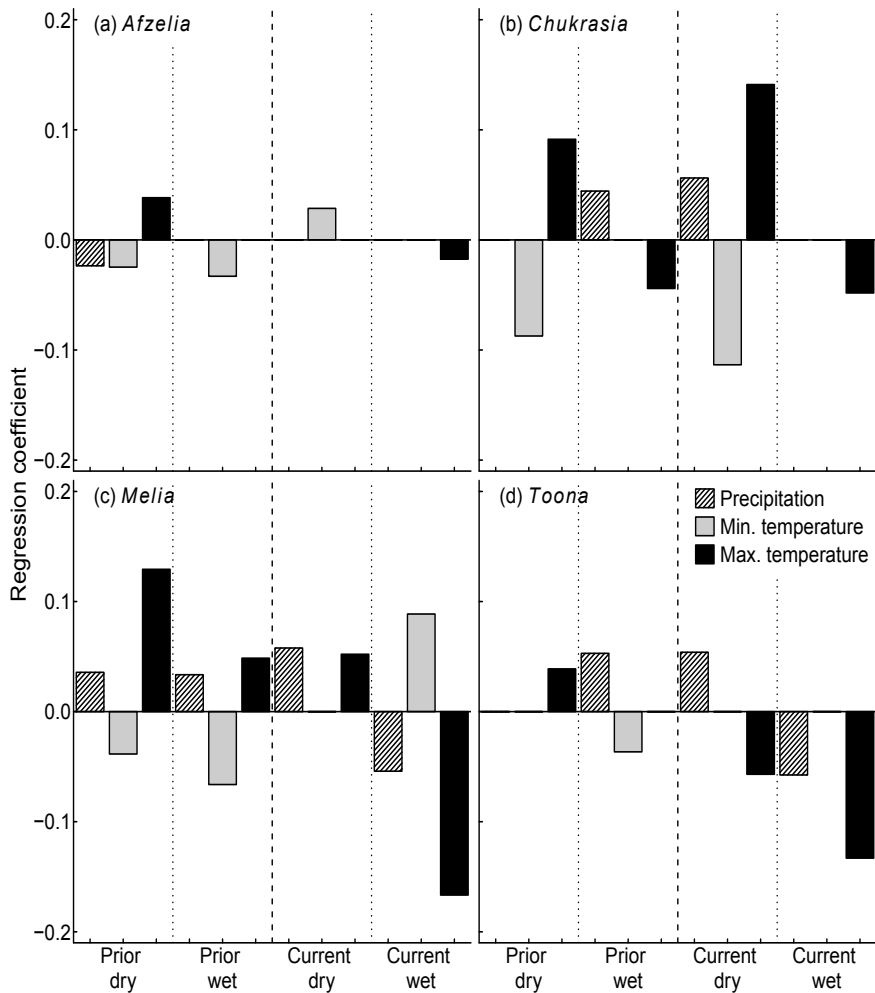 (a) Afzelia
(b) Chukrasia
0.2
0.1
0.0
−0.1
−0.2
Regression coefficient
(c) Melia
(d) Toona
Precipitation
Min. temperature
Max. temperature
0.2
0.1
0.0
−0.1
−0.2
Prior dry
Prior wet
Current dry
Current wet
Prior dry
Prior wet
Current dry
Current wet